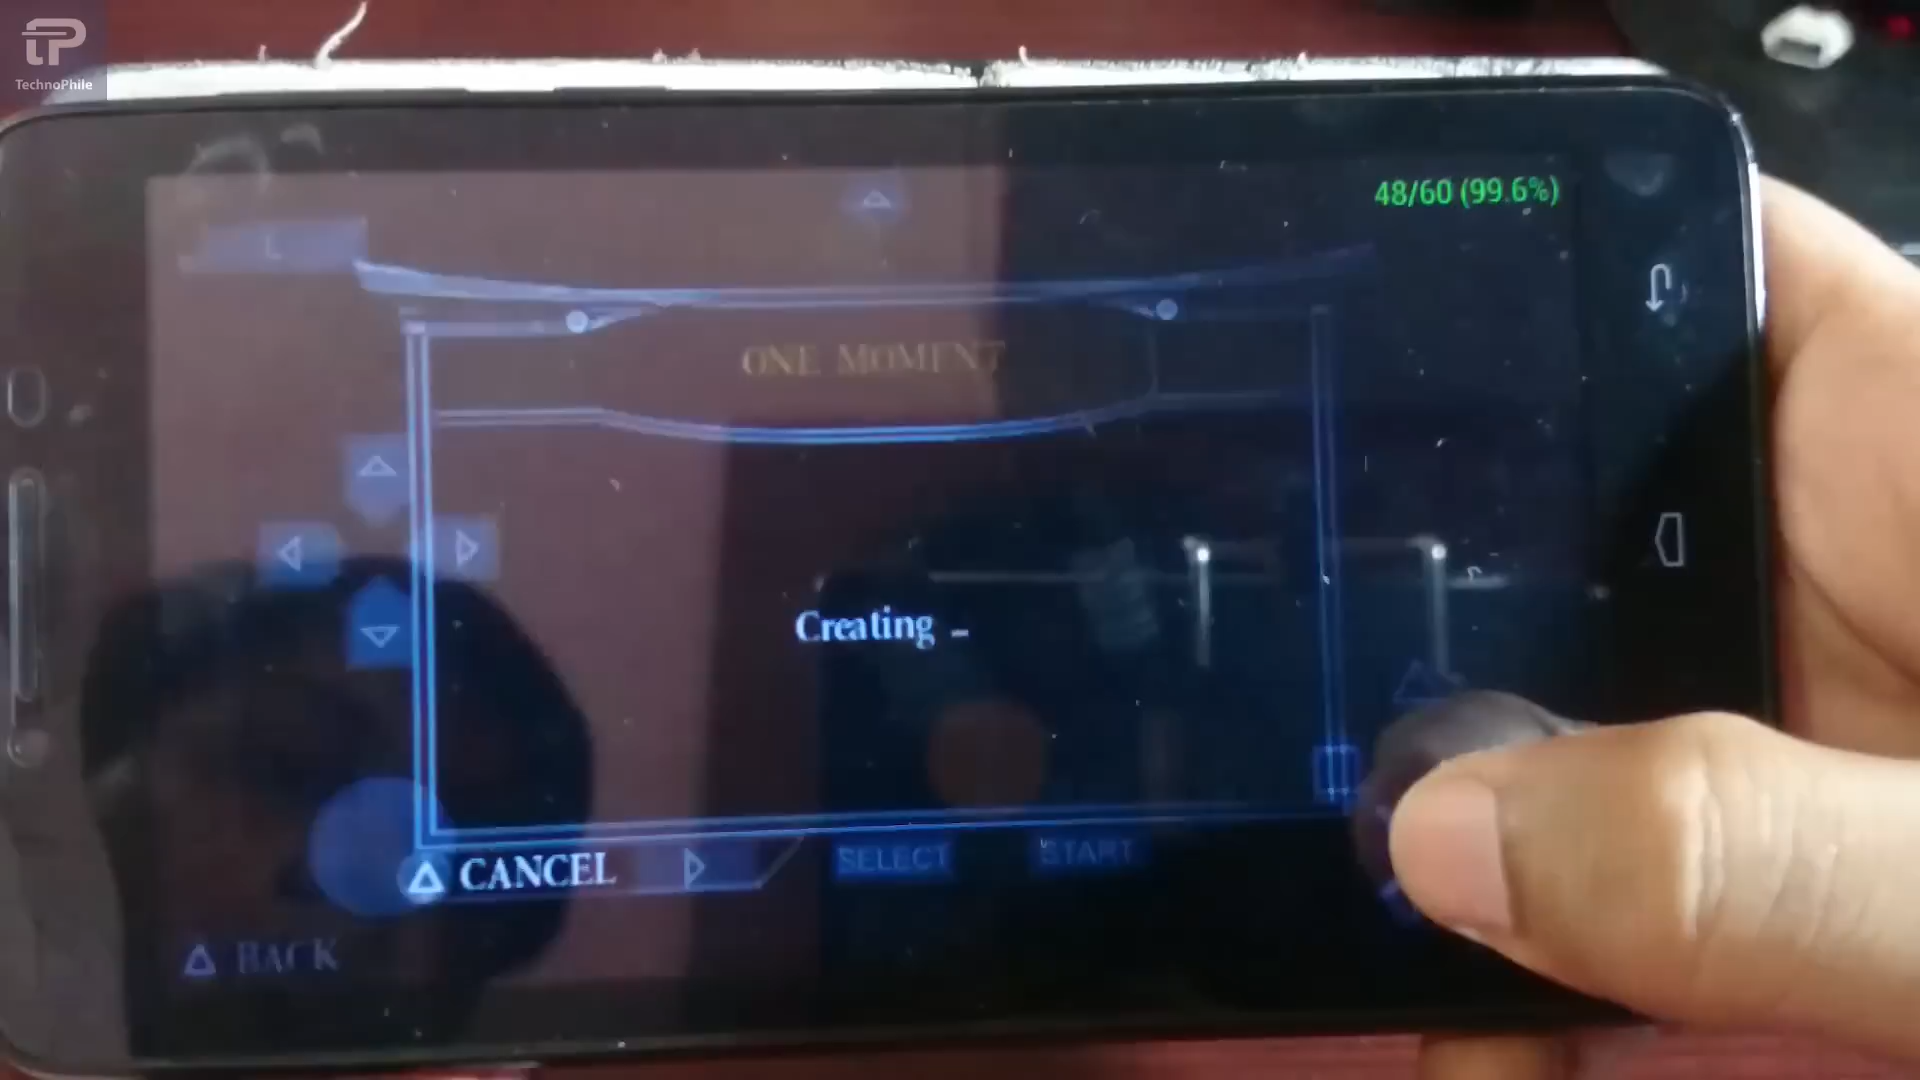 TechnoPhile
48/60 (99.6%)
L
ONE MOMENT
Creating _
CANCEL
SELECT
START
BACK